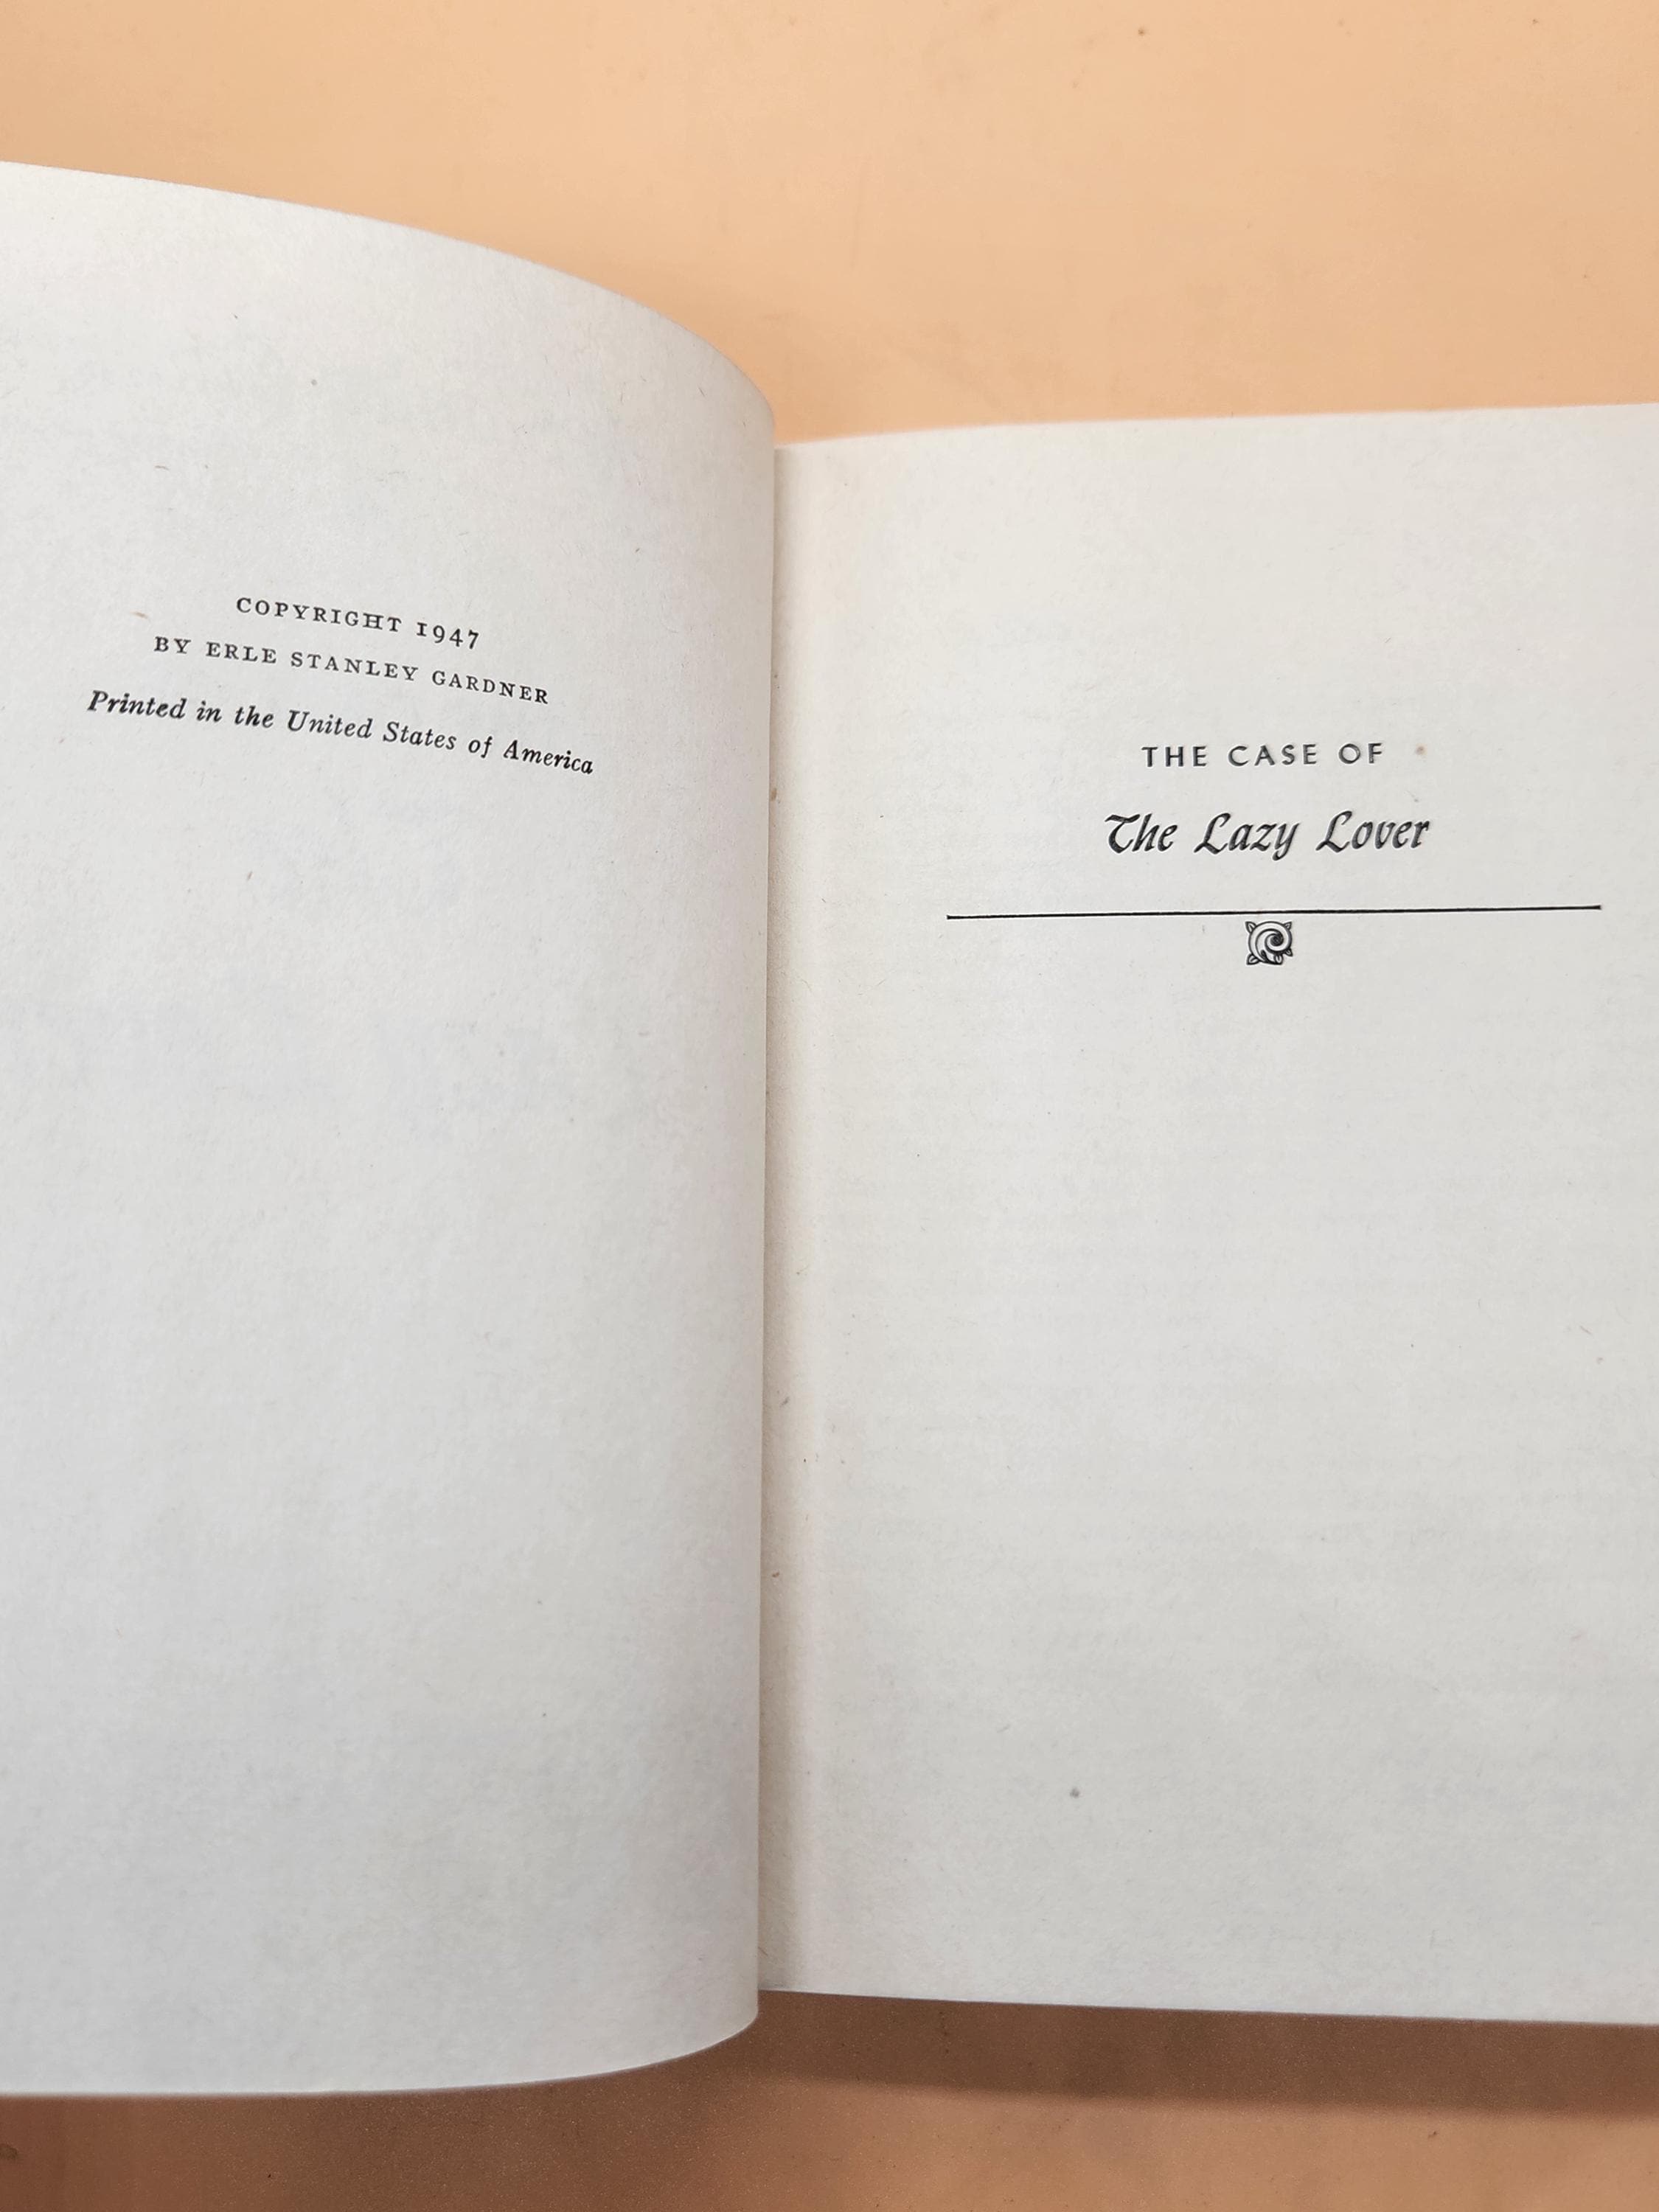 COPYRIGHT 1947
BY ERLE STANLEY GARDNER
Printed in the United States of America
THE CASE OF
The Lazy Lover